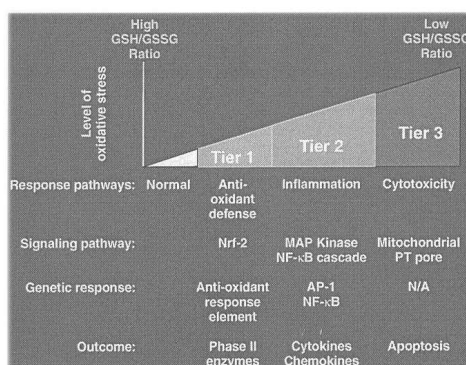 High
GSH/GSSG
Ratio
Low
GSH/GSSG
Ratio
Level of
oxidative stress
Tier 1
Tier 2
Tier 3
Response pathways: Normal Anti- Inflammation Cytotoxicity
oxidant
defense
Signaling pathway: Nrf-2 MAP Kinase Mitochondrial
NF-κB cascade PT pore
Genetic response: Anti-oxidant AP-1 N/A
response NF-κB
element
Outcome: Phase II Cytokines Apoptosis
enzymes Chemokines